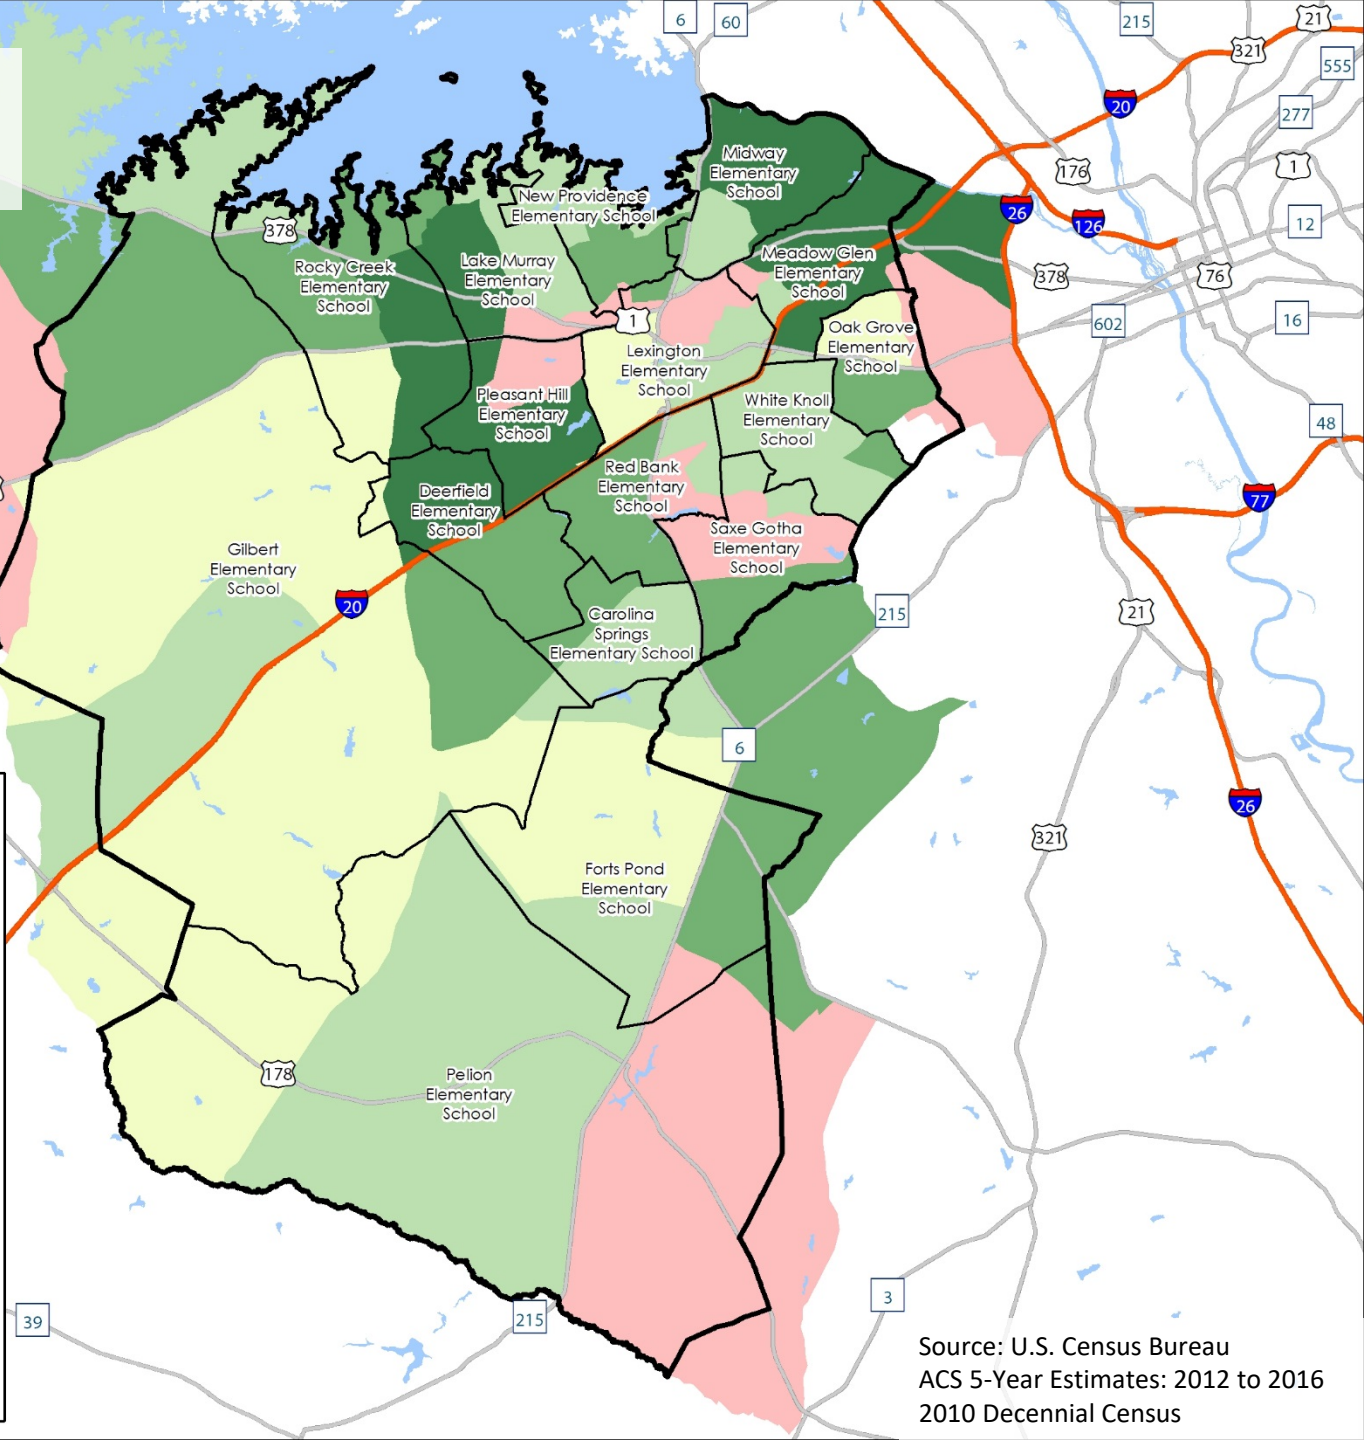 6
60
215
21
321
555
20
277
176
1
Midway
Elementary
School
New Providence
Elementary School
26
126
12
378
Rocky Creek
Elementary
School
Lake Murray
Elementary
School
Meadow Glen
Elementary
School
378
76
1
602
16
Oak Grove
Elementary
School
Lexington
Elementary
School
Pleasant Hill
Elementary
School
White Knoll
Elementary
School
48
Red Bank
Elementary
School
Deerfield
Elementary
School
77
Saxe Gotha
Elementary
School
Gilbert
Elementary
School
20
Carolina
Springs
Elementary School
215
21
6
26
321
Forts Pond
Elementary
School
178
Pelion
Elementary
School
39
215
3
Source: U.S. Census Bureau
ACS 5-Year Estimates: 2012 to 2016
2010 Decennial Census